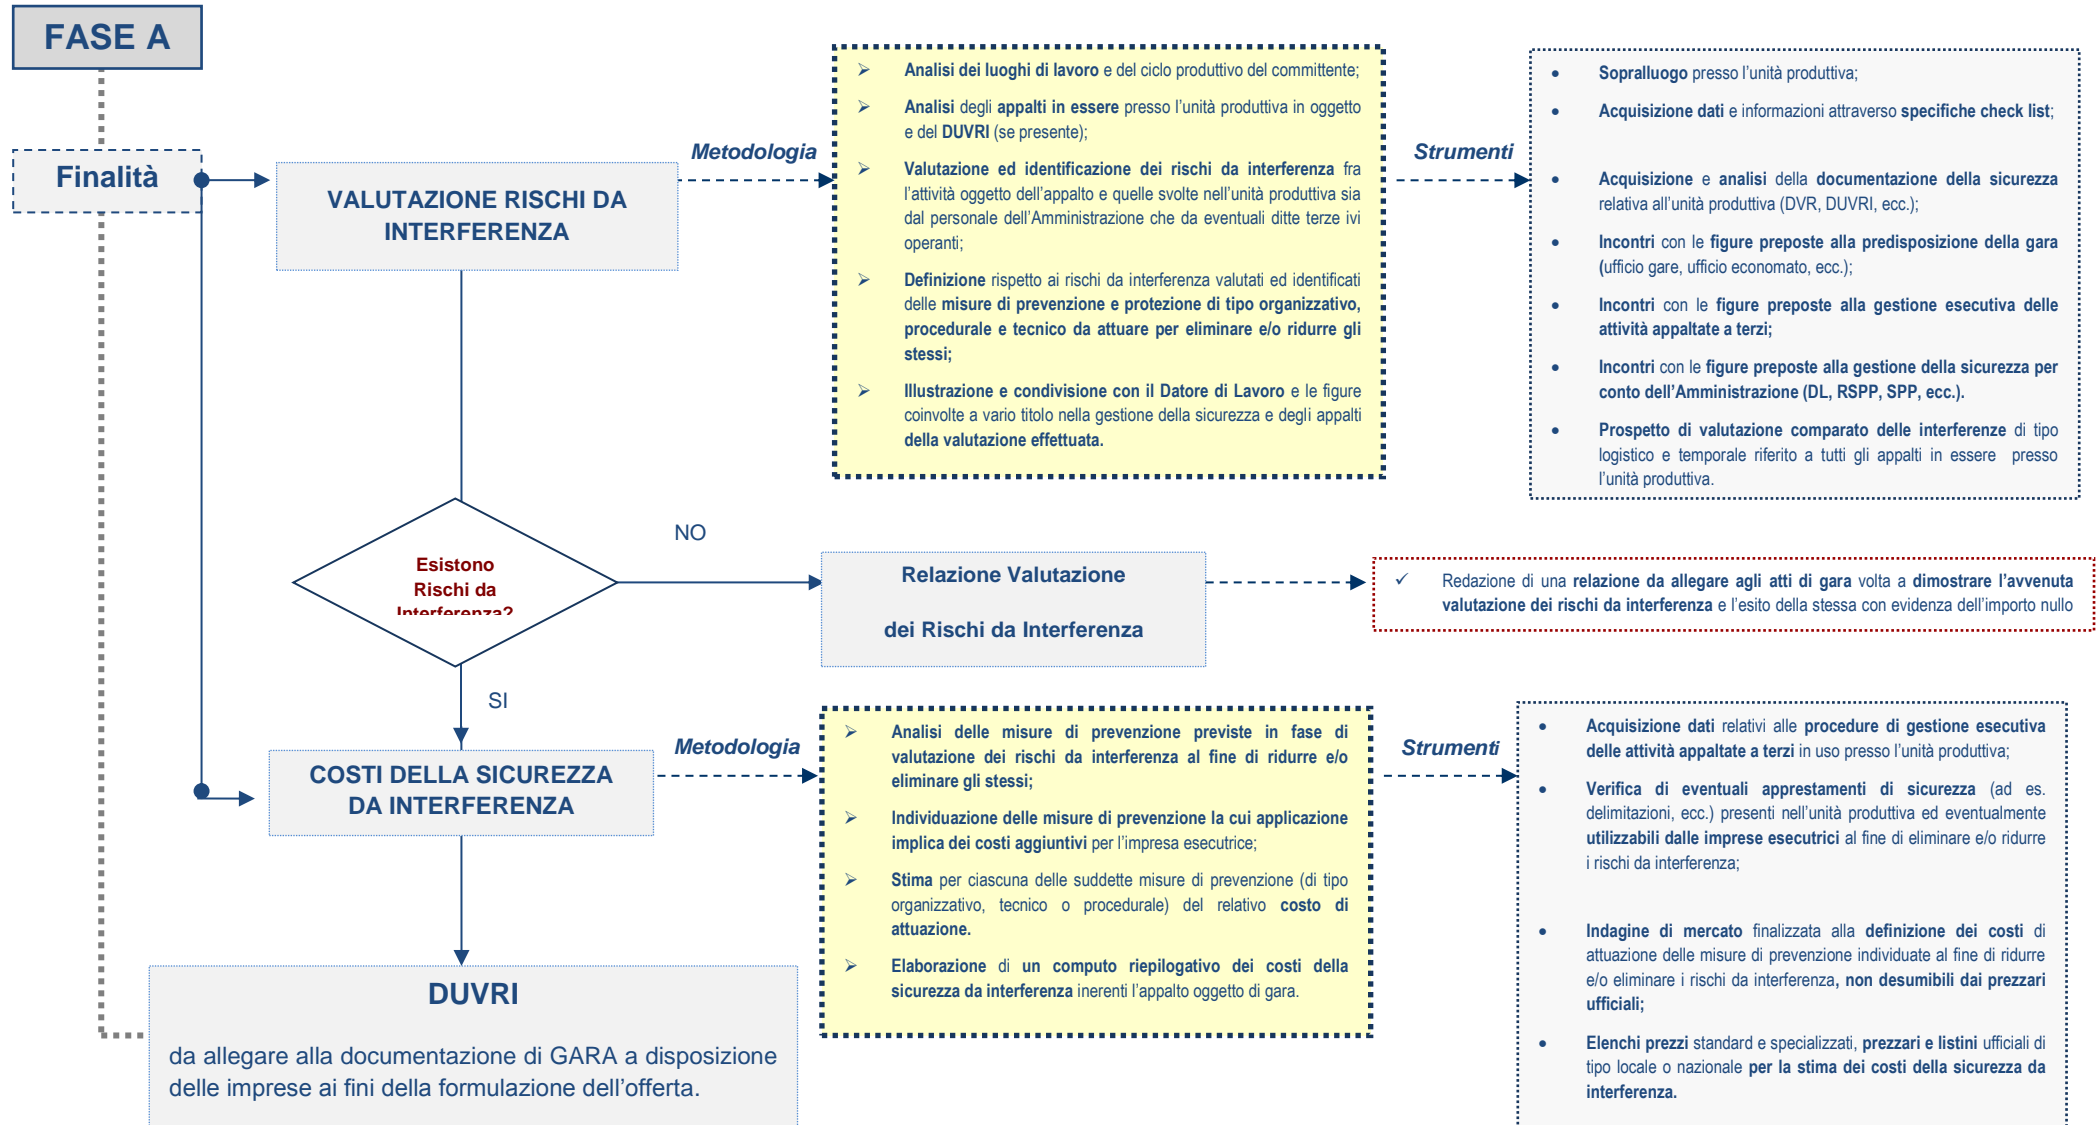 FASE A
Finalità
VALUTAZIONE RISCHI DA
INTERFERENZA
Metodologia
➢ Analisi dei luoghi di lavoro e del ciclo produttivo del committente;
➢ Analisi degli appalti in essere presso l'unità produttiva in oggetto
e del DUVRI (se presente);
➢ Valutazione ed identificazione dei rischi da interferenza fra
l'attività oggetto dell'appalto e quelle svolte nell'unità produttiva sia
dal personale dell'Amministrazione che da eventuali ditte terze ivi
operanti;
➢ Definizione rispetto ai rischi da interferenza valutati ed identificati
delle misure di prevenzione e protezione di tipo organizzativo,
procedurale e tecnico da attuare per eliminare e/o ridurre gli
stessi;
➢ Illustrazione e condivisione con il Datore di Lavoro e le figure
coinvolte a vario titolo nella gestione della sicurezza e degli appalti
della valutazione effettuata.
Strumenti
• Sopralluogo presso l'unità produttiva;
• Acquisizione dati e informazioni attraverso specifiche check list;
• Acquisizione e analisi della documentazione della sicurezza
relativa all'unità produttiva (DVR, DUVRI, ecc.);
• Incontri con le figure preposte alla predisposizione della gara
(ufficio gare, ufficio economato, ecc.);
• Incontri con le figure preposte alla gestione esecutiva delle
attività appaltate a terzi;
• Incontri con le figure preposte alla gestione della sicurezza per
conto dell'Amministrazione (DL, RSPP, SPP, ecc.).
• Prospetto di valutazione comparato delle interferenze di tipo
logistico e temporale riferito a tutti gli appalti in essere presso
l'unità produttiva.
Esistono
Rischi da
Interferenza?
NO
Relazione Valutazione
dei Rischi da Interferenza
✓ Redazione di una relazione da allegare agli atti di gara volta a dimostrare l'avvenuta
valutazione dei rischi da interferenza e l'esito della stessa con evidenza dell'importo nullo
SI
COSTI DELLA SICUREZZA
DA INTERFERENZA
Metodologia
➢ Analisi delle misure di prevenzione previste in fase di
valutazione dei rischi da interferenza al fine di ridurre e/o
eliminare gli stessi;
➢ Individuazione delle misure di prevenzione la cui applicazione
implica dei costi aggiuntivi per l'impresa esecutrice;
➢ Stima per ciascuna delle suddette misure di prevenzione (di tipo
organizzativo, tecnico o procedurale) del relativo costo di
attuazione.
➢ Elaborazione di un computo riepilogativo dei costi della
sicurezza da interferenza inerenti l'appalto oggetto di gara.
Strumenti
• Acquisizione dati relativi alle procedure di gestione esecutiva
delle attività appaltate a terzi in uso presso l'unità produttiva;
• Verifica di eventuali apprestamenti di sicurezza (ad es.
delimitazioni, ecc.) presenti nell'unità produttiva ed eventualmente
utilizzabili dalle imprese esecutrici al fine di eliminare e/o ridurre
i rischi da interferenza;
• Indagine di mercato finalizzata alla definizione dei costi di
attuazione delle misure di prevenzione individuate al fine di ridurre
e/o eliminare i rischi da interferenza, non desumibili dai prezzari
ufficiali;
• Elenchi prezzi standard e specializzati, prezzari e listini ufficiali di
tipo locale o nazionale per la stima dei costi della sicurezza da
interferenza.
DUVRI
da allegare alla documentazione di GARA a disposizione
delle imprese ai fini della formulazione dell'offerta.